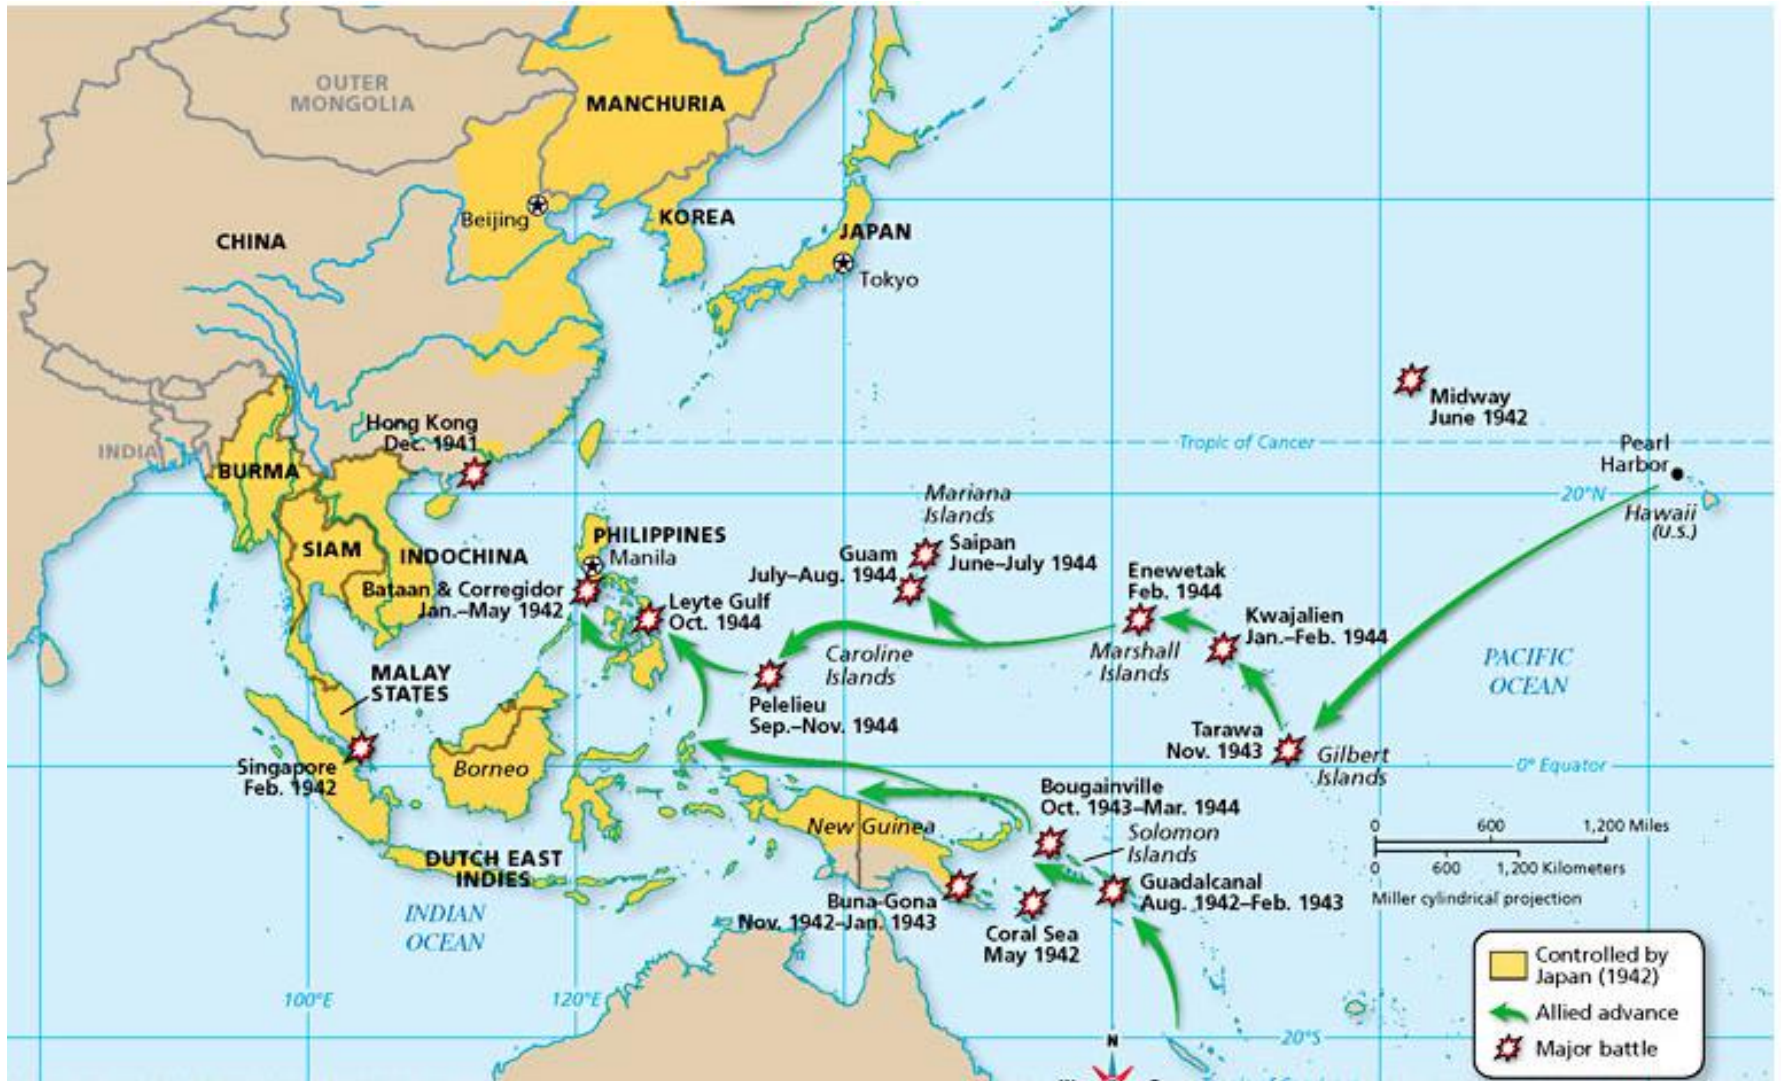 OUTER
MONGOLIA
MANCHURIA
Beijing
KOREA
JAPAN
CHINA
Tokyo
Midway
June 1942
Hong Kong
Dec. 1941
INDIA
BURMA
Tropic of Cancer
Pearl
Harbor
20°N
Hawaii
(U.S.)
Mariana
Islands
PHILIPPINES
Manila
SIAM
INDOCHINA
Guam
July–Aug. 1944
Saipan
June–July 1944
Bataan & Corregidor
Jan.–May 1942
Leyte Gulf
Oct. 1944
Enewetak
Feb. 1944
Kwajalien
Jan.–Feb. 1944
Caroline
Islands
Marshall
Islands
PACIFIC
OCEAN
MALAY
STATES
Pelelieu
Sep.–Nov. 1944
Tarawa
Nov. 1943
Gilbert
Islands
Singapore
Feb. 1942
Borneo
0° Equator
Bougainville
Oct. 1943–Mar. 1944
New Guinea
Solomon
Islands
0 600 1,200 Miles
0 600 1,200 Kilometers
Miller cylindrical projection
DUTCH EAST
INDIES
Buna-Gona
Nov. 1942–Jan. 1943
Guadalcanal
Aug. 1942–Feb. 1943
INDIAN
OCEAN
Coral Sea
May 1942
Controlled by
Japan (1942)
Allied advance
Major battle
100°E
120°E
20°S
N